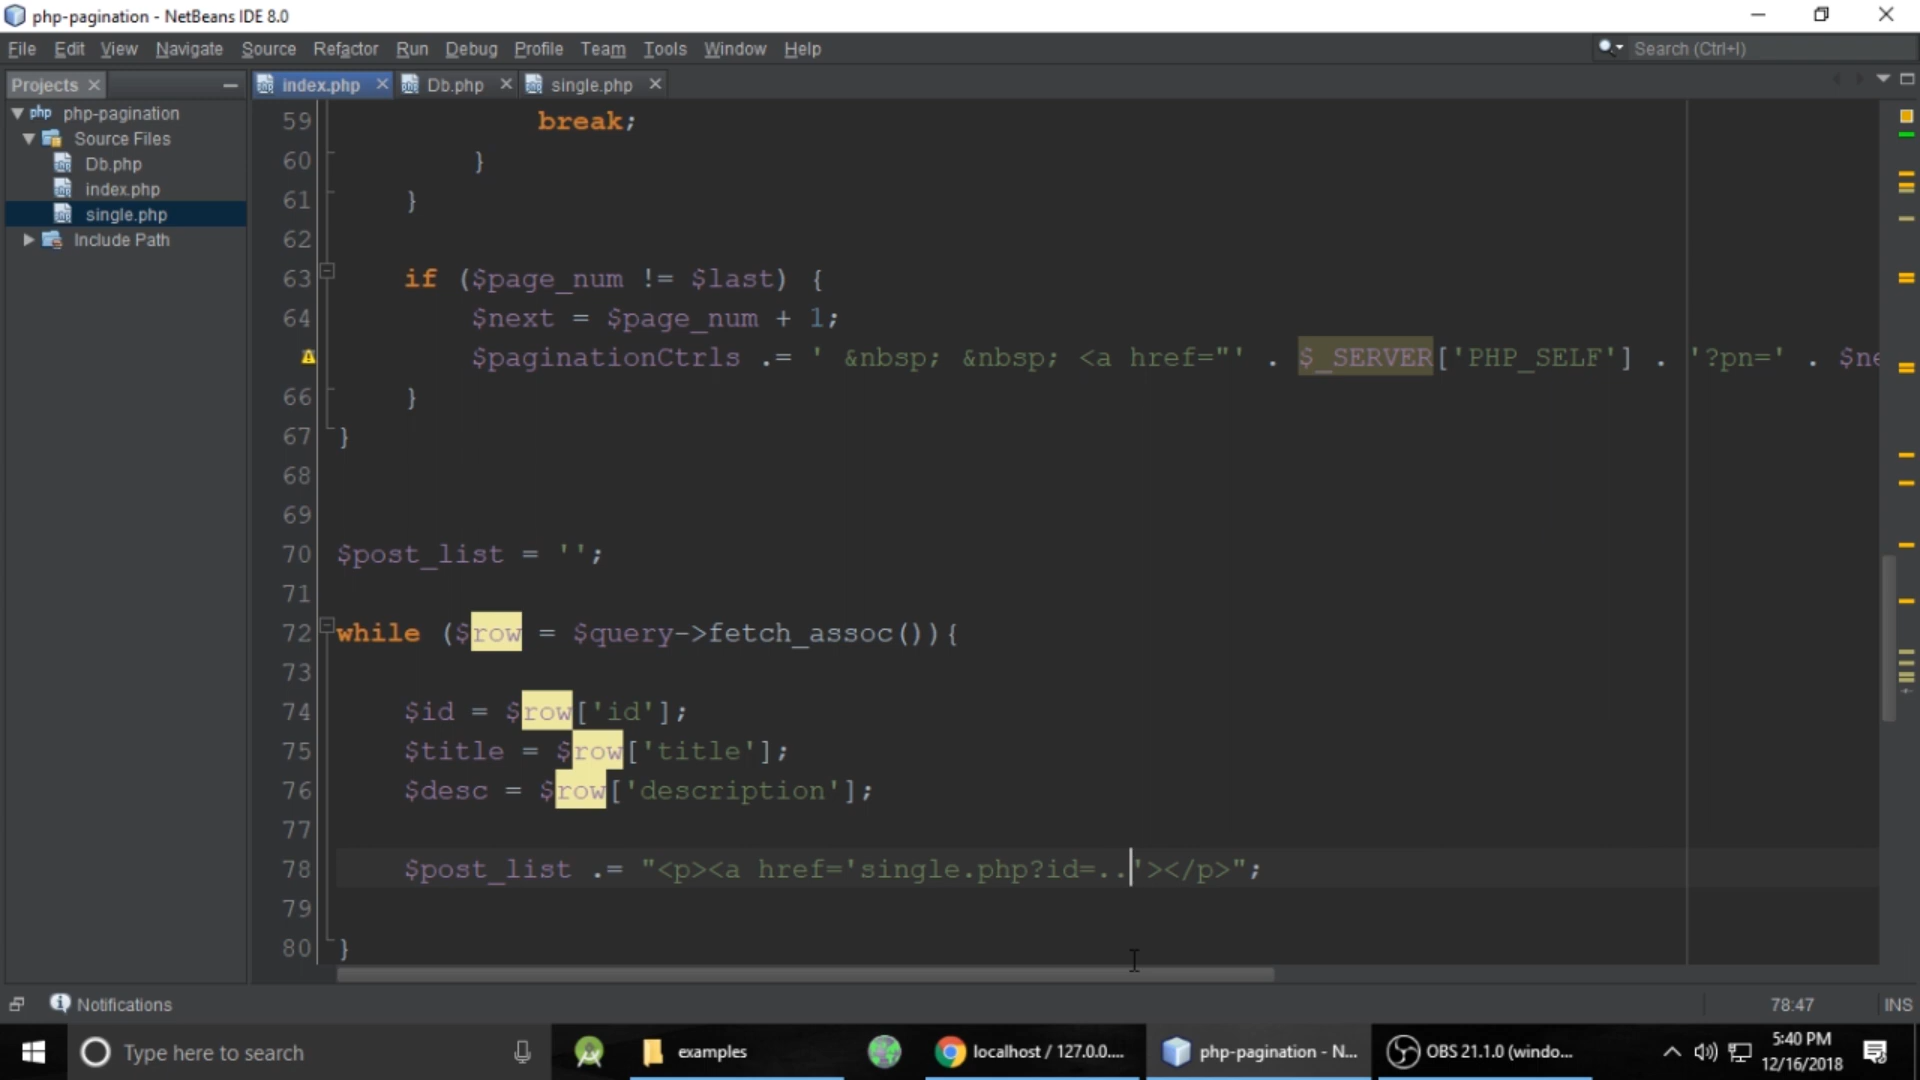 php-pagination - NetBeans IDE 8.0
File Edit View Navigate Source Refactor Run Debug Profile Team Tools Window Help
Search (Ctrl+I)
Projects
index.php
Db.php
single.php
php php-pagination
Source Files
Db.php
index.php
single.php
Include Path
59 break;
60 }
61 }
62
63 if ($page_num != $last) {
64 $next = $page_num + 1;
$paginationCtrls .= ' &nbsp; &nbsp; <a href="' . $_SERVER['PHP_SELF'] . '?pn=' . $ne
66 }
67 }
68
69
70 $post_list = '';
71
72 while ($row = $query->fetch_assoc()){
73
74 $id = $row['id'];
75 $title = $row['title'];
76 $desc = $row['description'];
77
78 $post_list .= "<p><a href='single.php?id=..'></p>";
79
80 }
Notifications
78:47 INS
Type here to search
examples
localhost / 127.0.0....
php-pagination - N...
OBS 21.1.0 (windo...
5:40 PM
12/16/2018